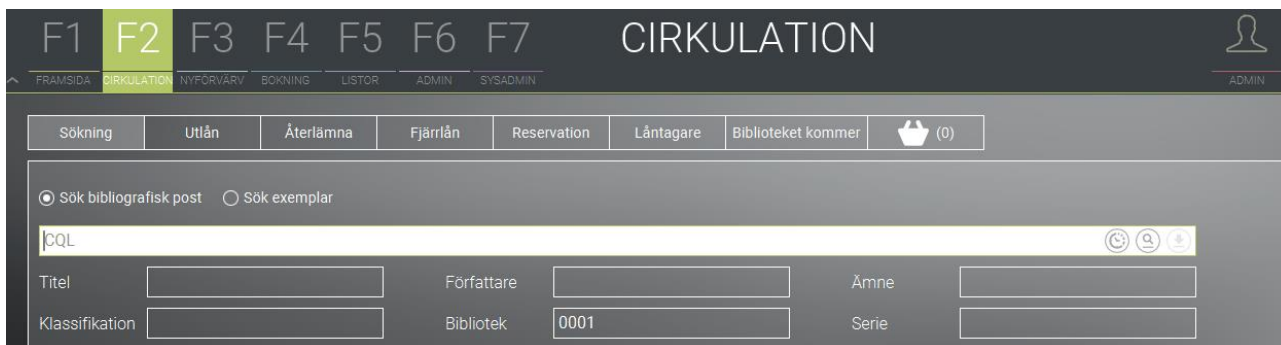 F1 F2 F3 F4 F5 F6 F7 CIRKULATION
FRAMSIDA CIRKULATION NYFÖRVÄRV BOKNING LISTOR ADMIN SYSADMIN ADMIN
Sökning Utlån Återlämna Fjärrlån Reservation Låntagare Biblioteket kommer (0)
Sök bibliografisk post Sök exemplar
CQL
Titel Författare Ämne
Klassifikation Bibliotek 0001 Serie